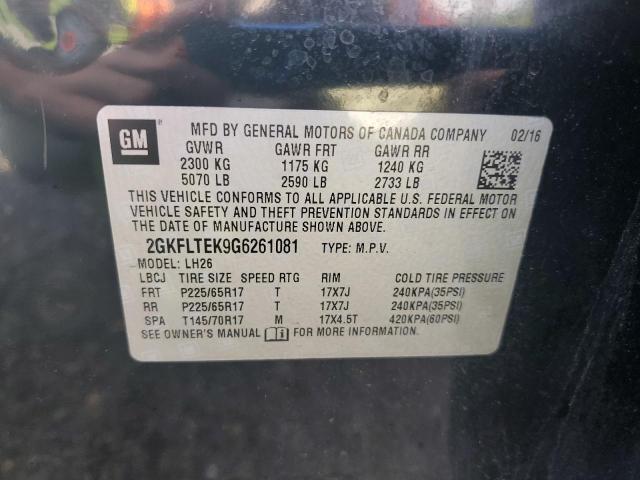 GM
MFD BY GENERAL MOTORS OF CANADA COMPANY 02/16
GVWR GAWR FRT GAWR RR
2300 KG 1175 KG 1240 KG
5070 LB 2590 LB 2733 LB
THIS VEHICLE CONFORMS TO ALL APPLICABLE U.S. FEDERAL MOTOR
VEHICLE SAFETY AND THEFT PREVENTION STANDARDS IN EFFECT ON
THE DATE OF MANUFACTURE SHOWN ABOVE.
2GKFLTEK9G6261081 TYPE: M.P.V.
MODEL: LH26
LBCJ TIRE SIZE SPEED RTG RIM COLD TIRE PRESSURE
FRT P225/65R17 T 17X7J 240KPA(35PSI)
RR P225/65R17 T 17X7J 240KPA(35PSI)
SPA T145/70R17 M 17X4.5T 420KPA(60PSI)
SEE OWNER'S MANUAL FOR MORE INFORMATION.